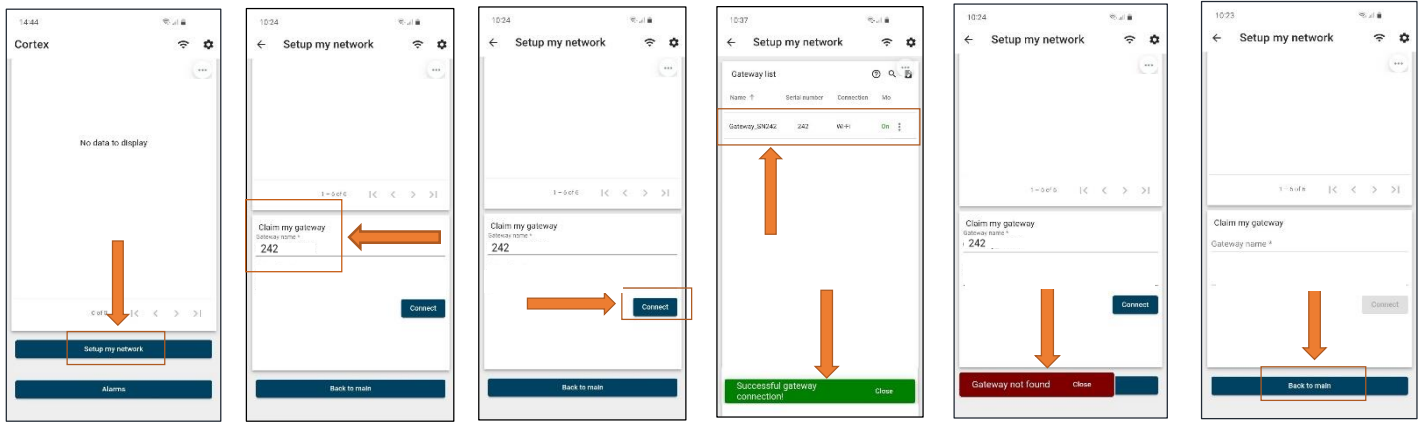 14:44
Cortex
No data to display
Setup my network
Alarms
10:24
Setup my network
Claim my gateway
Gateway name *
242
Connect
Back to main
10:24
Setup my network
Claim my gateway
Gateway name *
242
Connect
Back to main
10:37
Setup my network
Gateway list
Name
Serial number
Connection
Mo
Gateway_SN242
242
Wi-Fi
On
Successful gateway
connection!
Close
10:24
Setup my network
Claim my gateway
Gateway name *
242
Connect
Gateway not found
Close
10:23
Setup my network
Claim my gateway
Gateway name *
Connect
Back to main